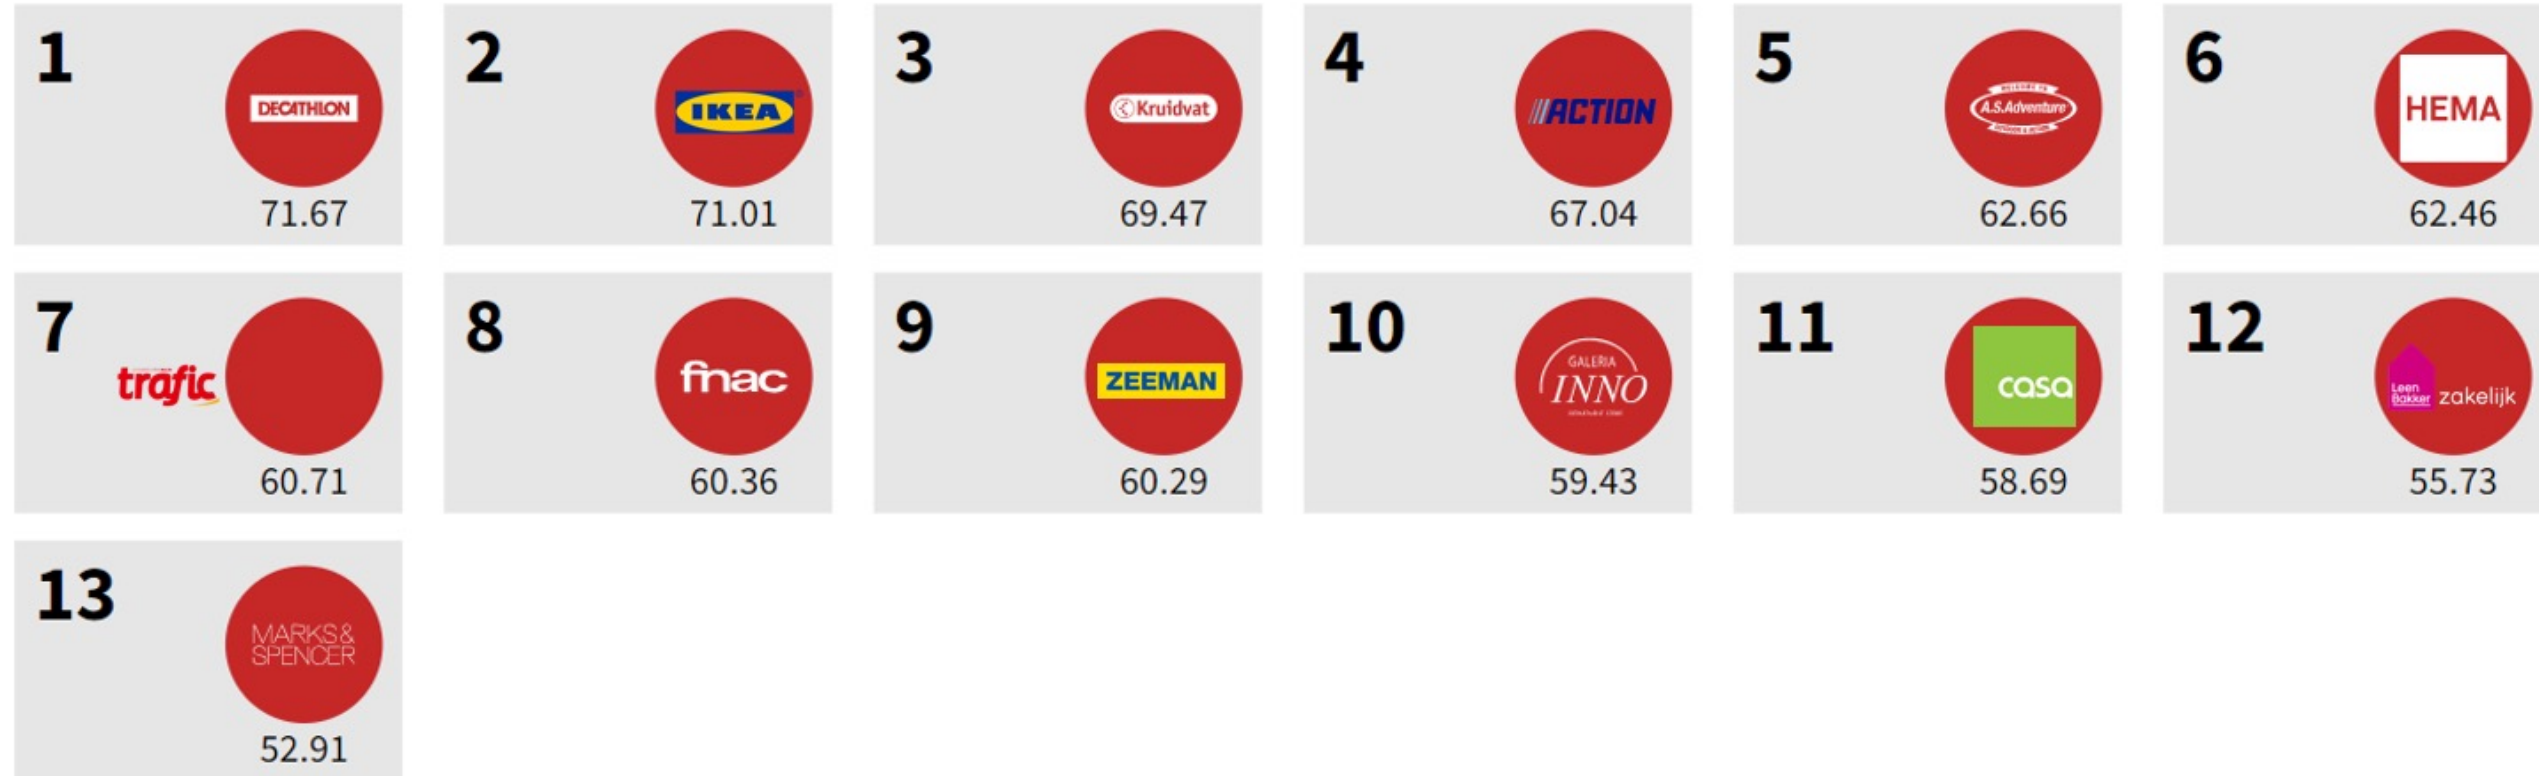 1
DECATHLON
71.67
2
IKEA
71.01
3
Kruidvat
69.47
4
ACTION
67.04
5
A.S.Adventure
62.66
6
HEMA
62.46
7
trafic
60.71
8
fnac
60.36
9
ZEEMAN
60.29
10
GALERIA
INNO
59.43
11
casa
58.69
12
Leen
Bakker zakelijk
55.73
13
MARKS&
SPENCER
52.91